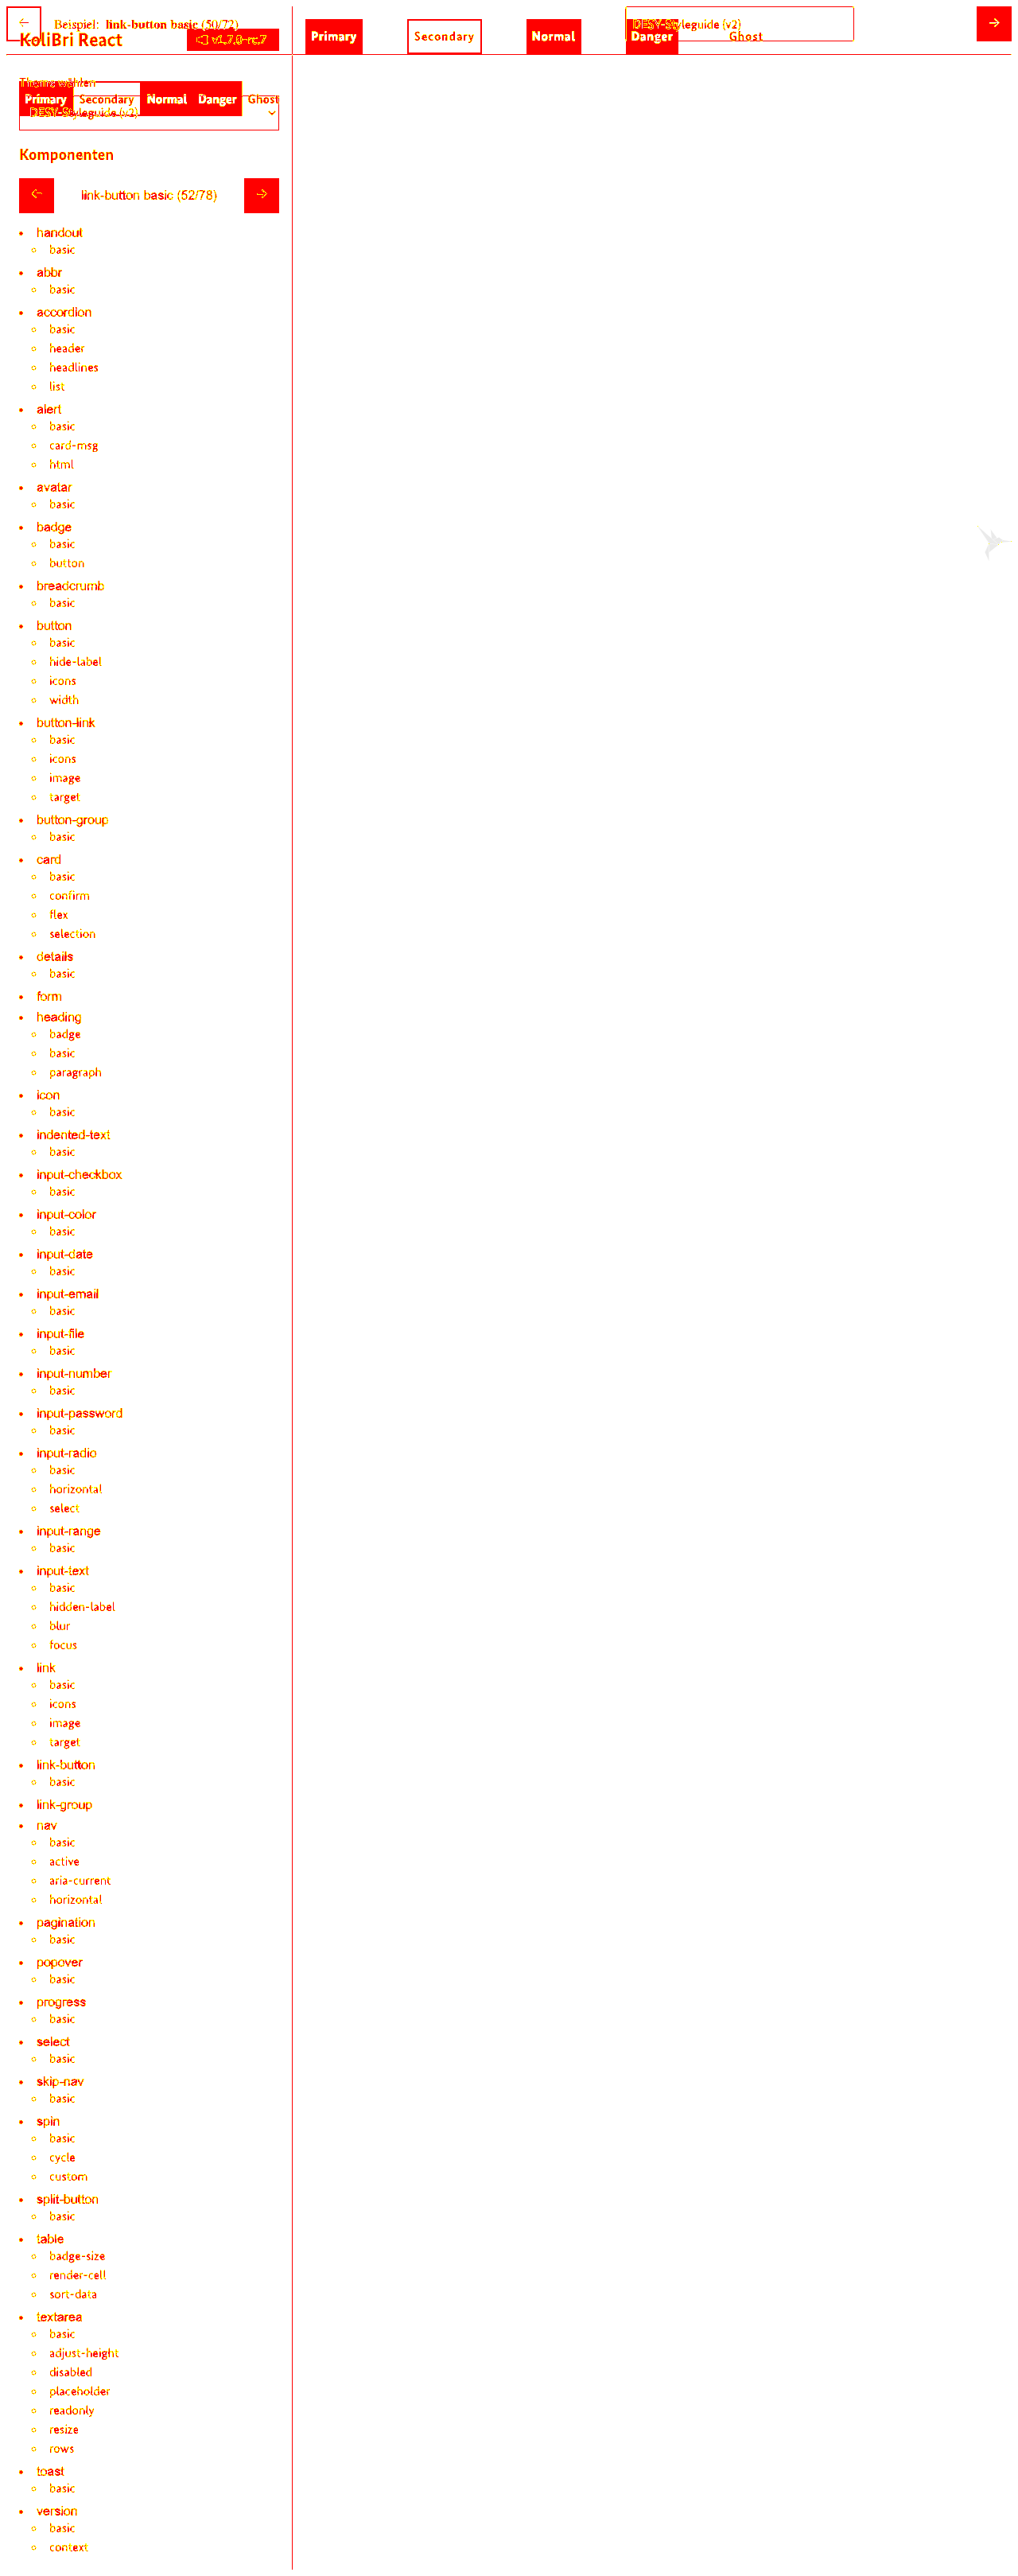 Beispiel: link-button basic (50/72)
KoliBri React
v1.7.0-rc.7
Primary Secondary Normal Danger Ghost
DESY-Styleguide (v2)
Theme wählen
Primary Secondary Normal Danger Ghost
DESY-Styleguide (v2)
Komponenten
link-button basic (52/78)
handout
basic
abbr
basic
accordion
basic
header
headlines
list
alert
basic
card-msg
html
avatar
basic
badge
basic
button
breadcrumb
basic
button
basic
hide-label
icons
width
button-link
basic
icons
image
target
button-group
basic
card
basic
confirm
flex
selection
details
basic
form
heading
badge
basic
paragraph
icon
basic
indented-text
basic
input-checkbox
basic
input-color
basic
input-date
basic
input-email
basic
input-file
basic
input-number
basic
input-password
basic
input-radio
basic
horizontal
select
input-range
basic
input-text
basic
hidden-label
blur
focus
link
basic
icons
image
target
link-button
basic
link-group
nav
basic
active
aria-current
horizontal
pagination
basic
popover
basic
progress
basic
select
basic
skip-nav
basic
spin
basic
cycle
custom
split-button
basic
table
badge-size
render-cell
sort-data
textarea
basic
adjust-height
disabled
placeholder
readonly
resize
rows
toast
basic
version
basic
context